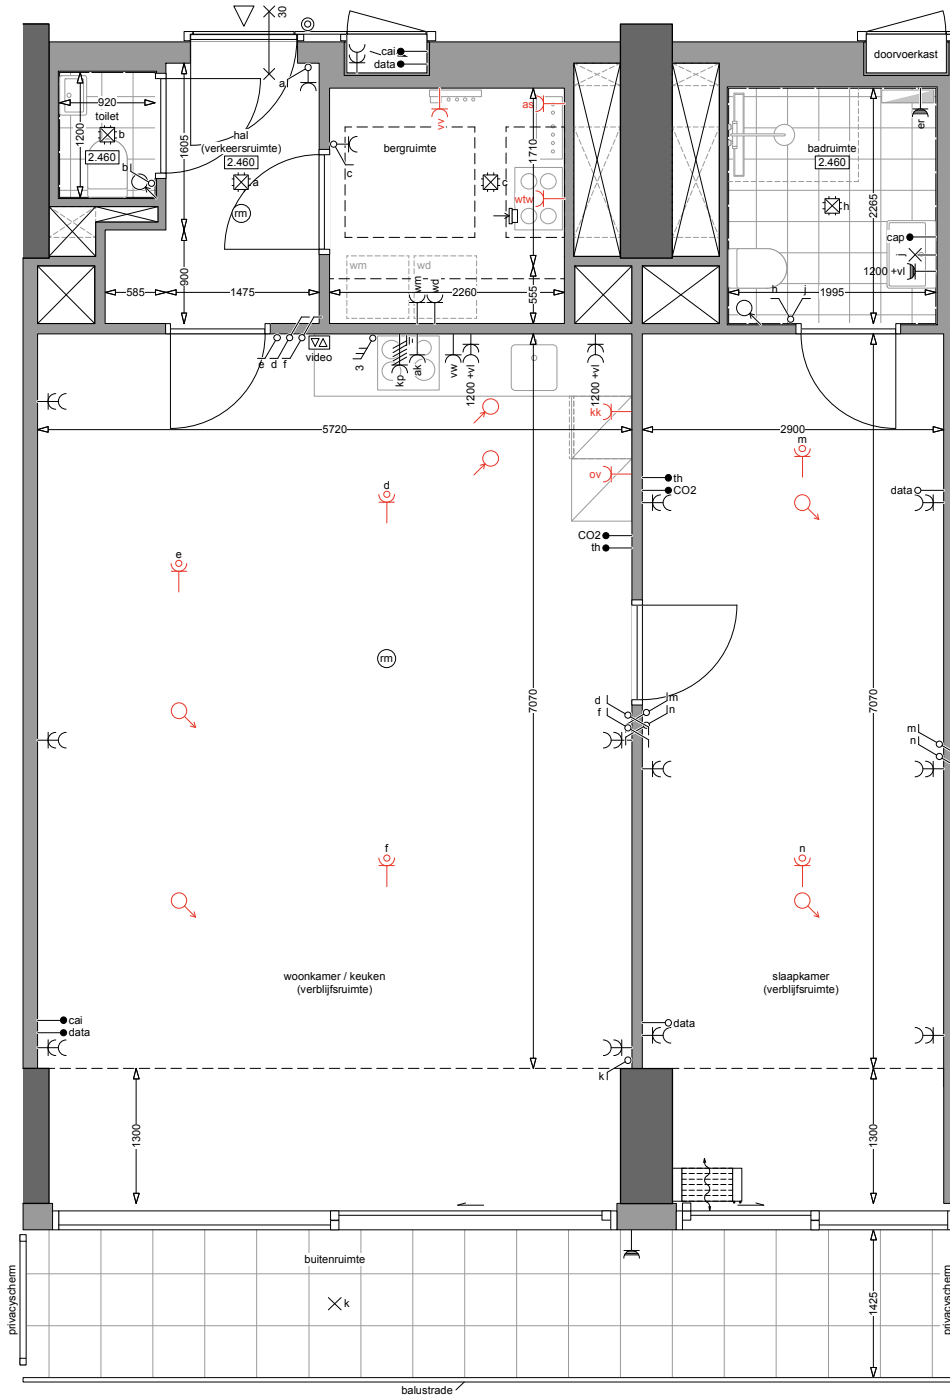 30
cai
data
doorvoerkast
a
920
toilet
b
1200
2.460
b
hal
(verkeersruimte)
2.460
a
rm
1605
900
585
1475
vv
as
bergruimte
1710
c
c
wtw
wm
wd
wm
wd
2260
555
er
badruimte
2.460
h
2265
cap
j
1200 +vl
h
j
1995
e
d
f
video
3
kp
ak
vw
1200 +vl
1200 +vl
kk
ov
5720
2900
m
th
CO2
data
d
e
CO2
th
rm
7070
7070
d
f
m
n
m
n
f
n
woonkamer / keuken
(verblijfsruimte)
slaapkamer
(verblijfsruimte)
cai
data
data
k
1300
1300
buitenruimte
k
privacyscherm
privacyscherm
1425
balustrade